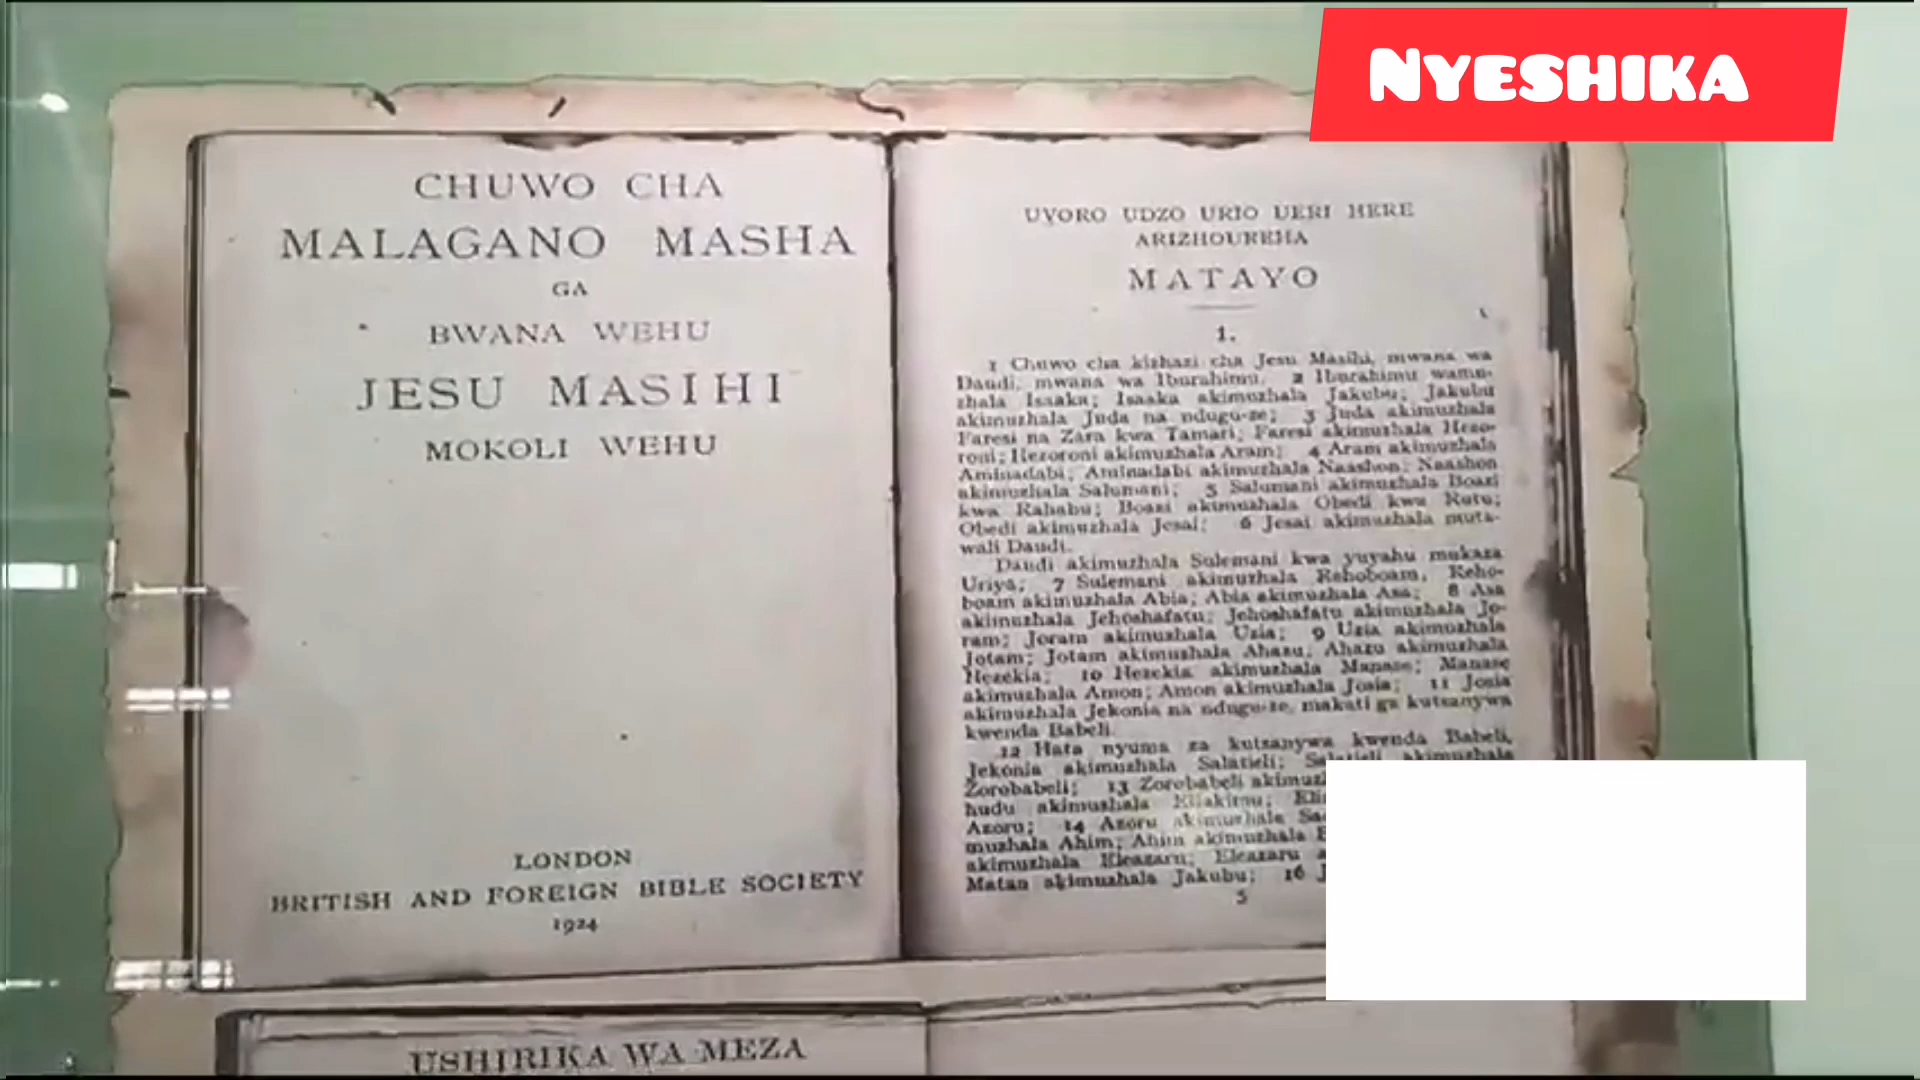 NYESHIKA
CHUWO CHA
MALAGANO MASHA
GA
BWANA WEHU
JESU MASIHI
MOKOLI WEHU
LONDON
BRITISH AND FOREIGN BIBLE SOCIETY
1924
UVORO UDZO URIO UERI HERE
ARIZHOUREHA
MATAYO
1.
1 Chuwo cha kizhazi cha Jesu Masihi, mwana wa
Daudi, mwana wa Iburahimu. 2 Iburahimu wamu-
zhala Isaaka; Isaaka akimuzhala Jakubu; Jakubu
akimuzhala Juda na ndugu-ze; 3 Juda akimuzhala
Faresi na Zara kwa Tamari; Faresi akimuzhala Hezo-
roni; Hezoroni akimuzhala Aram; 4 Aram akimuzhala
Aminadabi; Aminadabi akimuzhala Naashon; Naashon
akimuzhala Salumani; 5 Salumani akimuzhala Boazi
kwa Rahabu; Boazi akimuzhala Obedi kwa Rutu;
Obedi akimuzhala Jesai; 6 Jesai akimuzhala muta-
wali Daudi.
Daudi akimuzhala Sulemani kwa yuyahu mukaza
Uriya; 7 Sulemani akimuzhala Rehoboam, Reho-
boam akimuzhala Abia; Abia akimuzhala Asa; 8 Asa
akimuzhala Jehoshafatu; Jehoshafatu akimuzhala Jo-
ram; Joram akimuzhala Uzia; 9 Uzia akimuzhala
Jotam; Jotam akimuzhala Ahazu, Ahazu akimuzhala
Hezekia; 10 Hezekia akimuzhala Manase; Manase
akimuzhala Amon; Amon akimuzhala Josia; 11 Josia
akimuzhala Jekonia na ndugu-ze, makati ga kutsanywa
kwenda Babeli.
12 Hata nyuma za kutsanywa kwenda Babeli,
Jekonia akimuzhala Salatieli; akimuzhala
Zorobabeli; 13 Zorobabeli
hudu akimuzhala Eliakimu;
Azoru; 14 Azoru akimuzhala
muzhala Ahim; Ahim akimuzhala
akimuzhala Eleazaru; Eleazaru
Matan akimuzhala Jakubu; 16
5
USHIRIKA WA MEZA